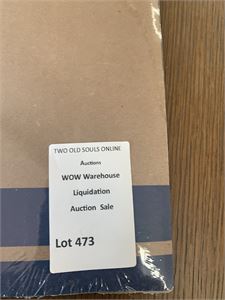 TWO OLD SOULS ONLINE
Auctions
WOW Warehouse
Liquidation
Auction Sale
Lot 473